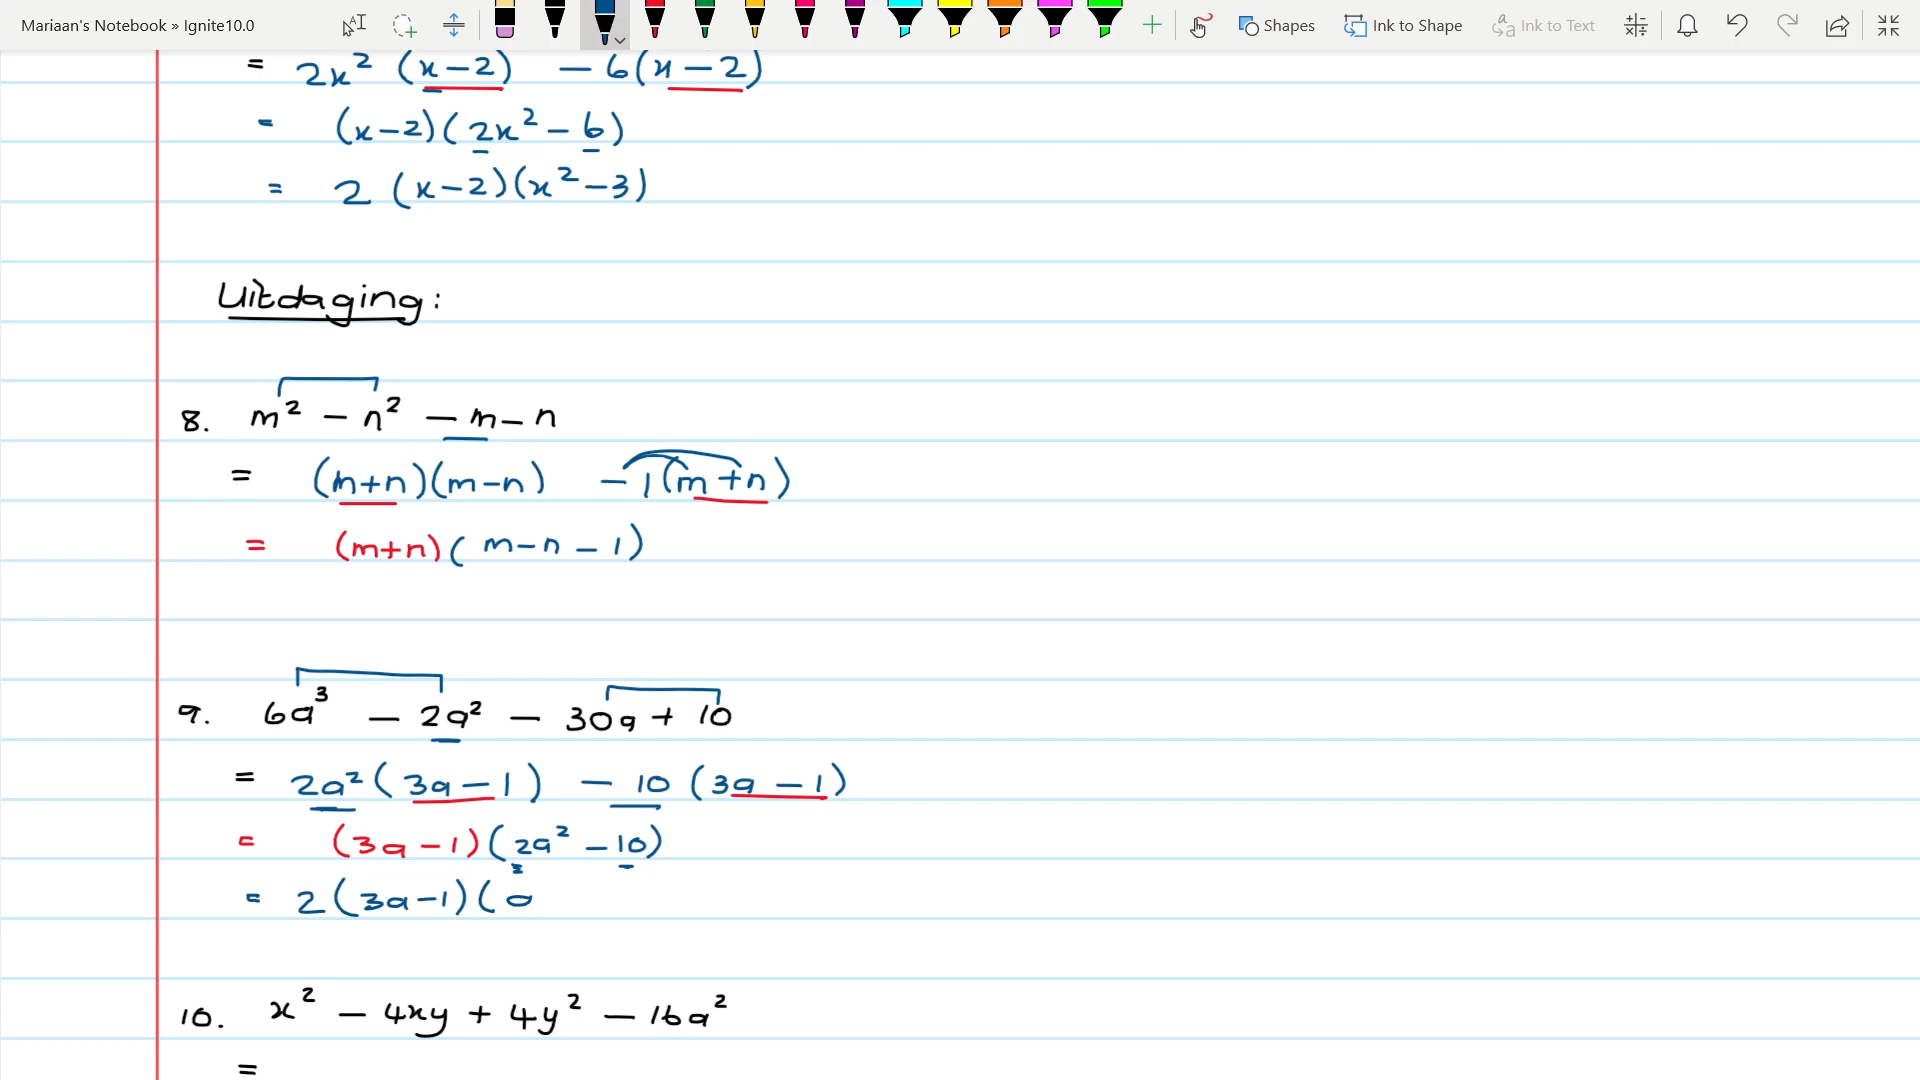 Mariaan's Notebook » Ignite10.0 Shapes Ink to Shape Ink to Text
= 2x² (x-2) - 6(x-2)
= (x-2)(2x² - 6)
= 2 (x-2)(x²-3)
Uitdaging:
8. m² - n² - m - n
= (m+n)(m-n) - 1(m+n)
= (m+n)(m-n - 1)
9. 6a³ - 2a² - 30a + 10
= 2a²(3a-1) - 10 (3a - 1)
= (3a-1)(2a² - 10)
= 2(3a-1)(a
10. x² - 4xy + 4y² - 16a²
=